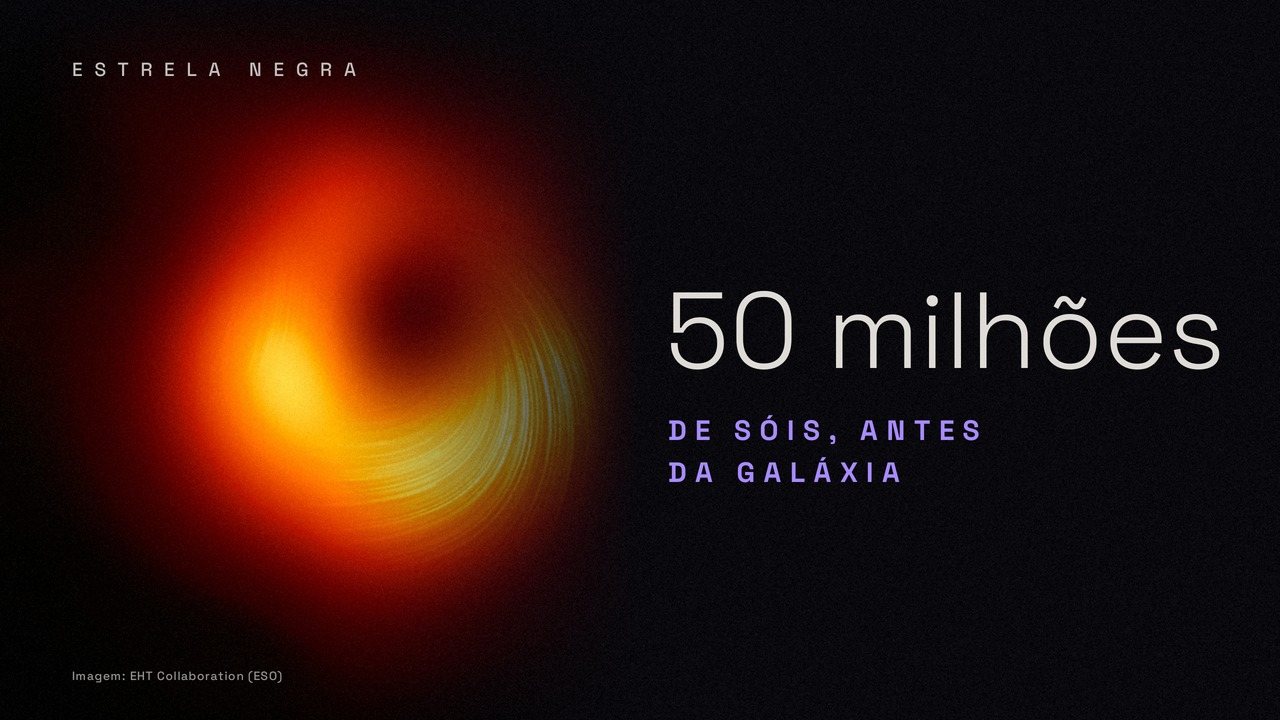 ESTRELA NEGRA
50 milhões
DE SÓIS, ANTES
DA GALÁXIA
Imagem: EHT Collaboration (ESO)